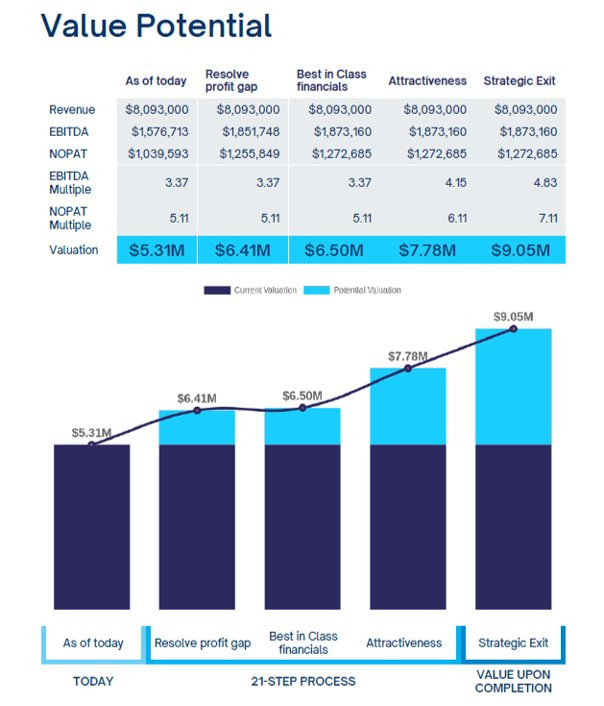 Value Potential
As of today
Resolve
profit gap
Best in Class
financials
Attractiveness
Strategic Exit
Revenue $8,093,000 $8,093,000 $8,093,000 $8,093,000 $8,093,000
EBITDA $1,576,713 $1,851,748 $1,873,160 $1,873,160 $1,873,160
NOPAT $1,039,593 $1,255,849 $1,272,685 $1,272,685 $1,272,685
EBITDA
Multiple 3.37 3.37 3.37 4.15 4.83
NOPAT
Multiple 5.11 5.11 5.11 6.11 7.11
Valuation $5.31M $6.41M $6.50M $7.78M $9.05M
Current Valuation Potential Valuation
$5.31M
$6.41M
$6.50M
$7.78M
$9.05M
As of today
Resolve profit gap
Best in Class
financials
Attractiveness
Strategic Exit
TODAY
21-STEP PROCESS
VALUE UPON
COMPLETION